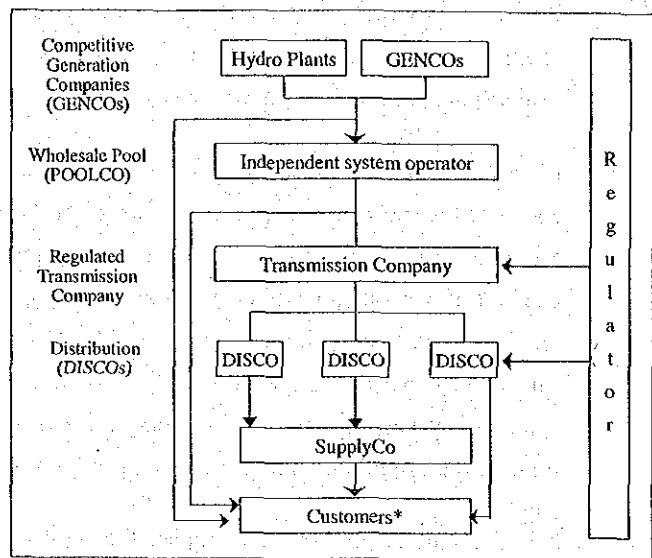 Competitive
Generation
Companies
(GENCOs)
Hydro Plants
GENCOs
Wholesale Pool
(POOLCO)
Independent system operator
Regulated
Transmission
Company
Transmission Company
Distribution
(DISCOs)
DISCO
DISCO
DISCO
SupplyCo
Customers*
R
e
g
u
l
a
t
o
r